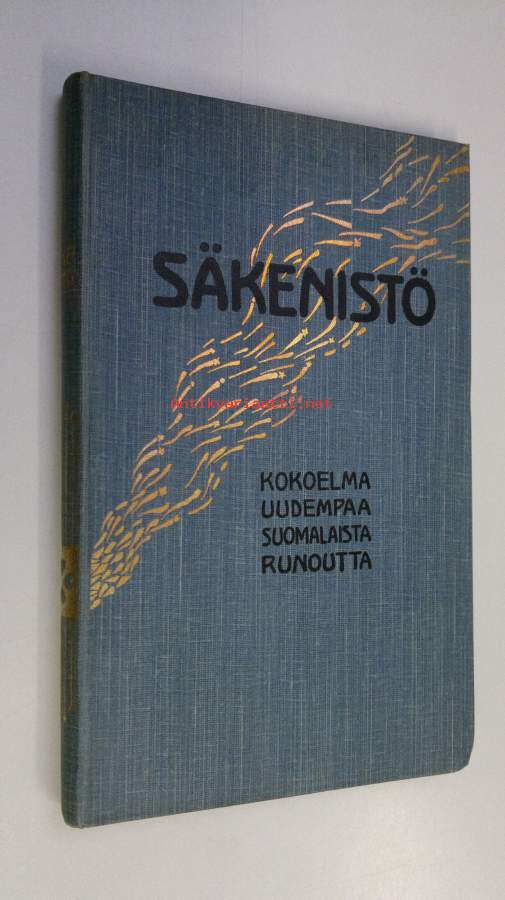 SÄKENISTÖ
antikvariaatti.net
KOKOELMA
UUDEMPAA
SUOMALAISTA
RUNOUTTA